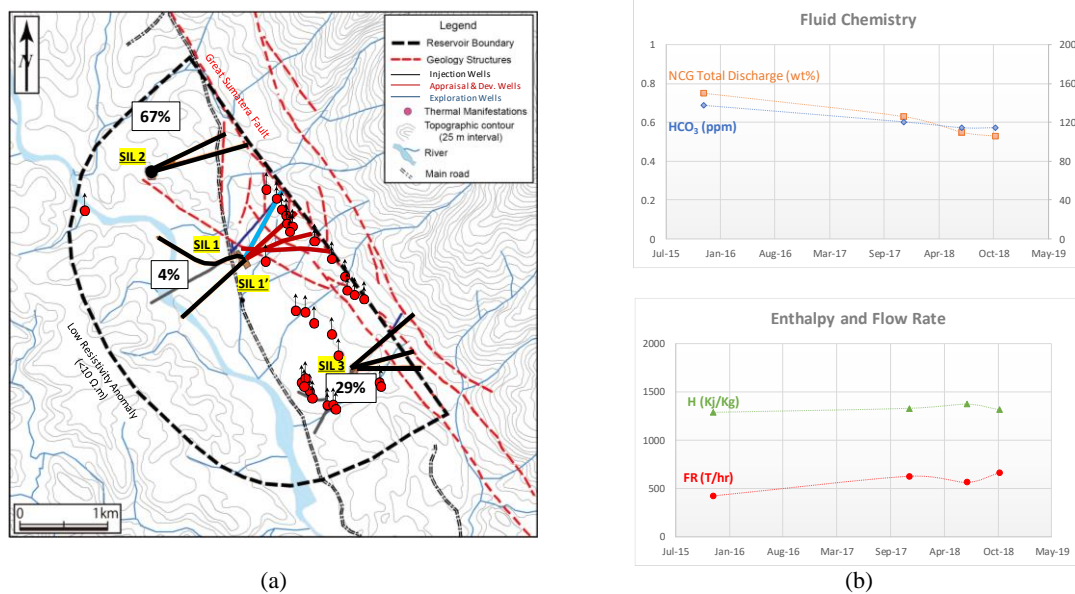 N
Legend
Reservoir Boundary
Geology Structures
Injection Wells
Appraisal & Dev. Wells
Exploration Wells
Thermal Manifestations
Topographic contour
(25 m interval)
River
Main road
Great Sumatera Fault
67%
SIL 2
SIL 1
4%
SIL 1'
SIL 3
29%
Low Resistivity Anomaly
(<10 Ω.m)
0 1km
(a)
Fluid Chemistry
1
0.8
0.6
0.4
0.2
0
200
160
120
80
40
0
NCG Total Discharge (wt%)
HCO3 (ppm)
Jul-15 Jan-16 Aug-16 Mar-17 Sep-17 Apr-18 Oct-18 May-19
Enthalpy and Flow Rate
2000
1500
1000
500
0
H (Kj/Kg)
FR (T/hr)
Jul-15 Jan-16 Aug-16 Mar-17 Sep-17 Apr-18 Oct-18 May-19
(b)